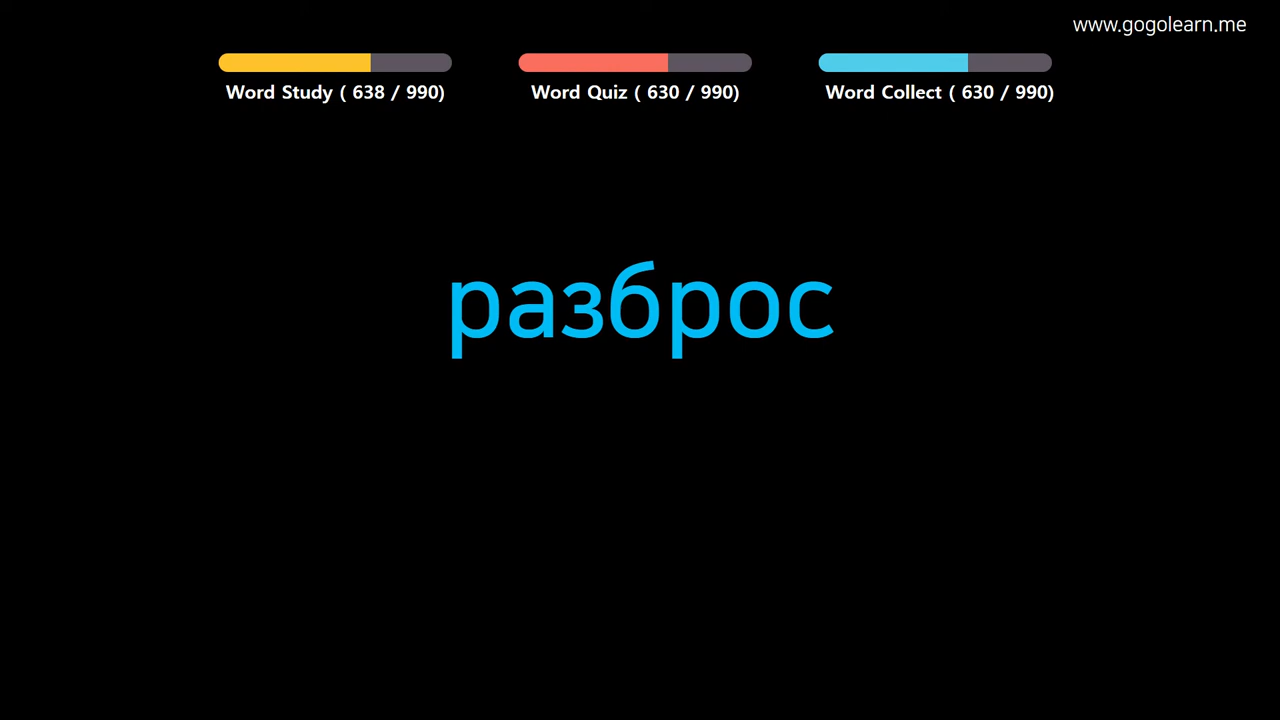 www.gogolearn.me
Word Study ( 638 / 990)
Word Quiz ( 630 / 990)
Word Collect ( 630 / 990)
разброс